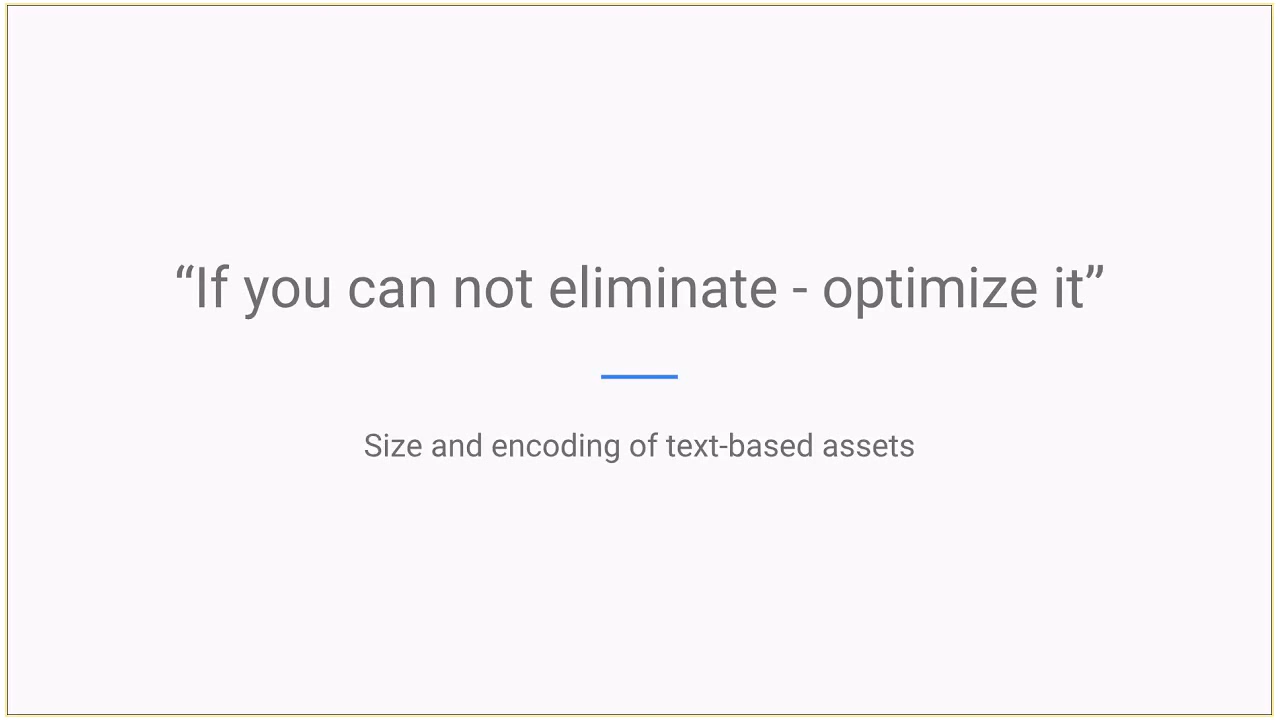 “If you can not eliminate - optimize it”
Size and encoding of text-based assets